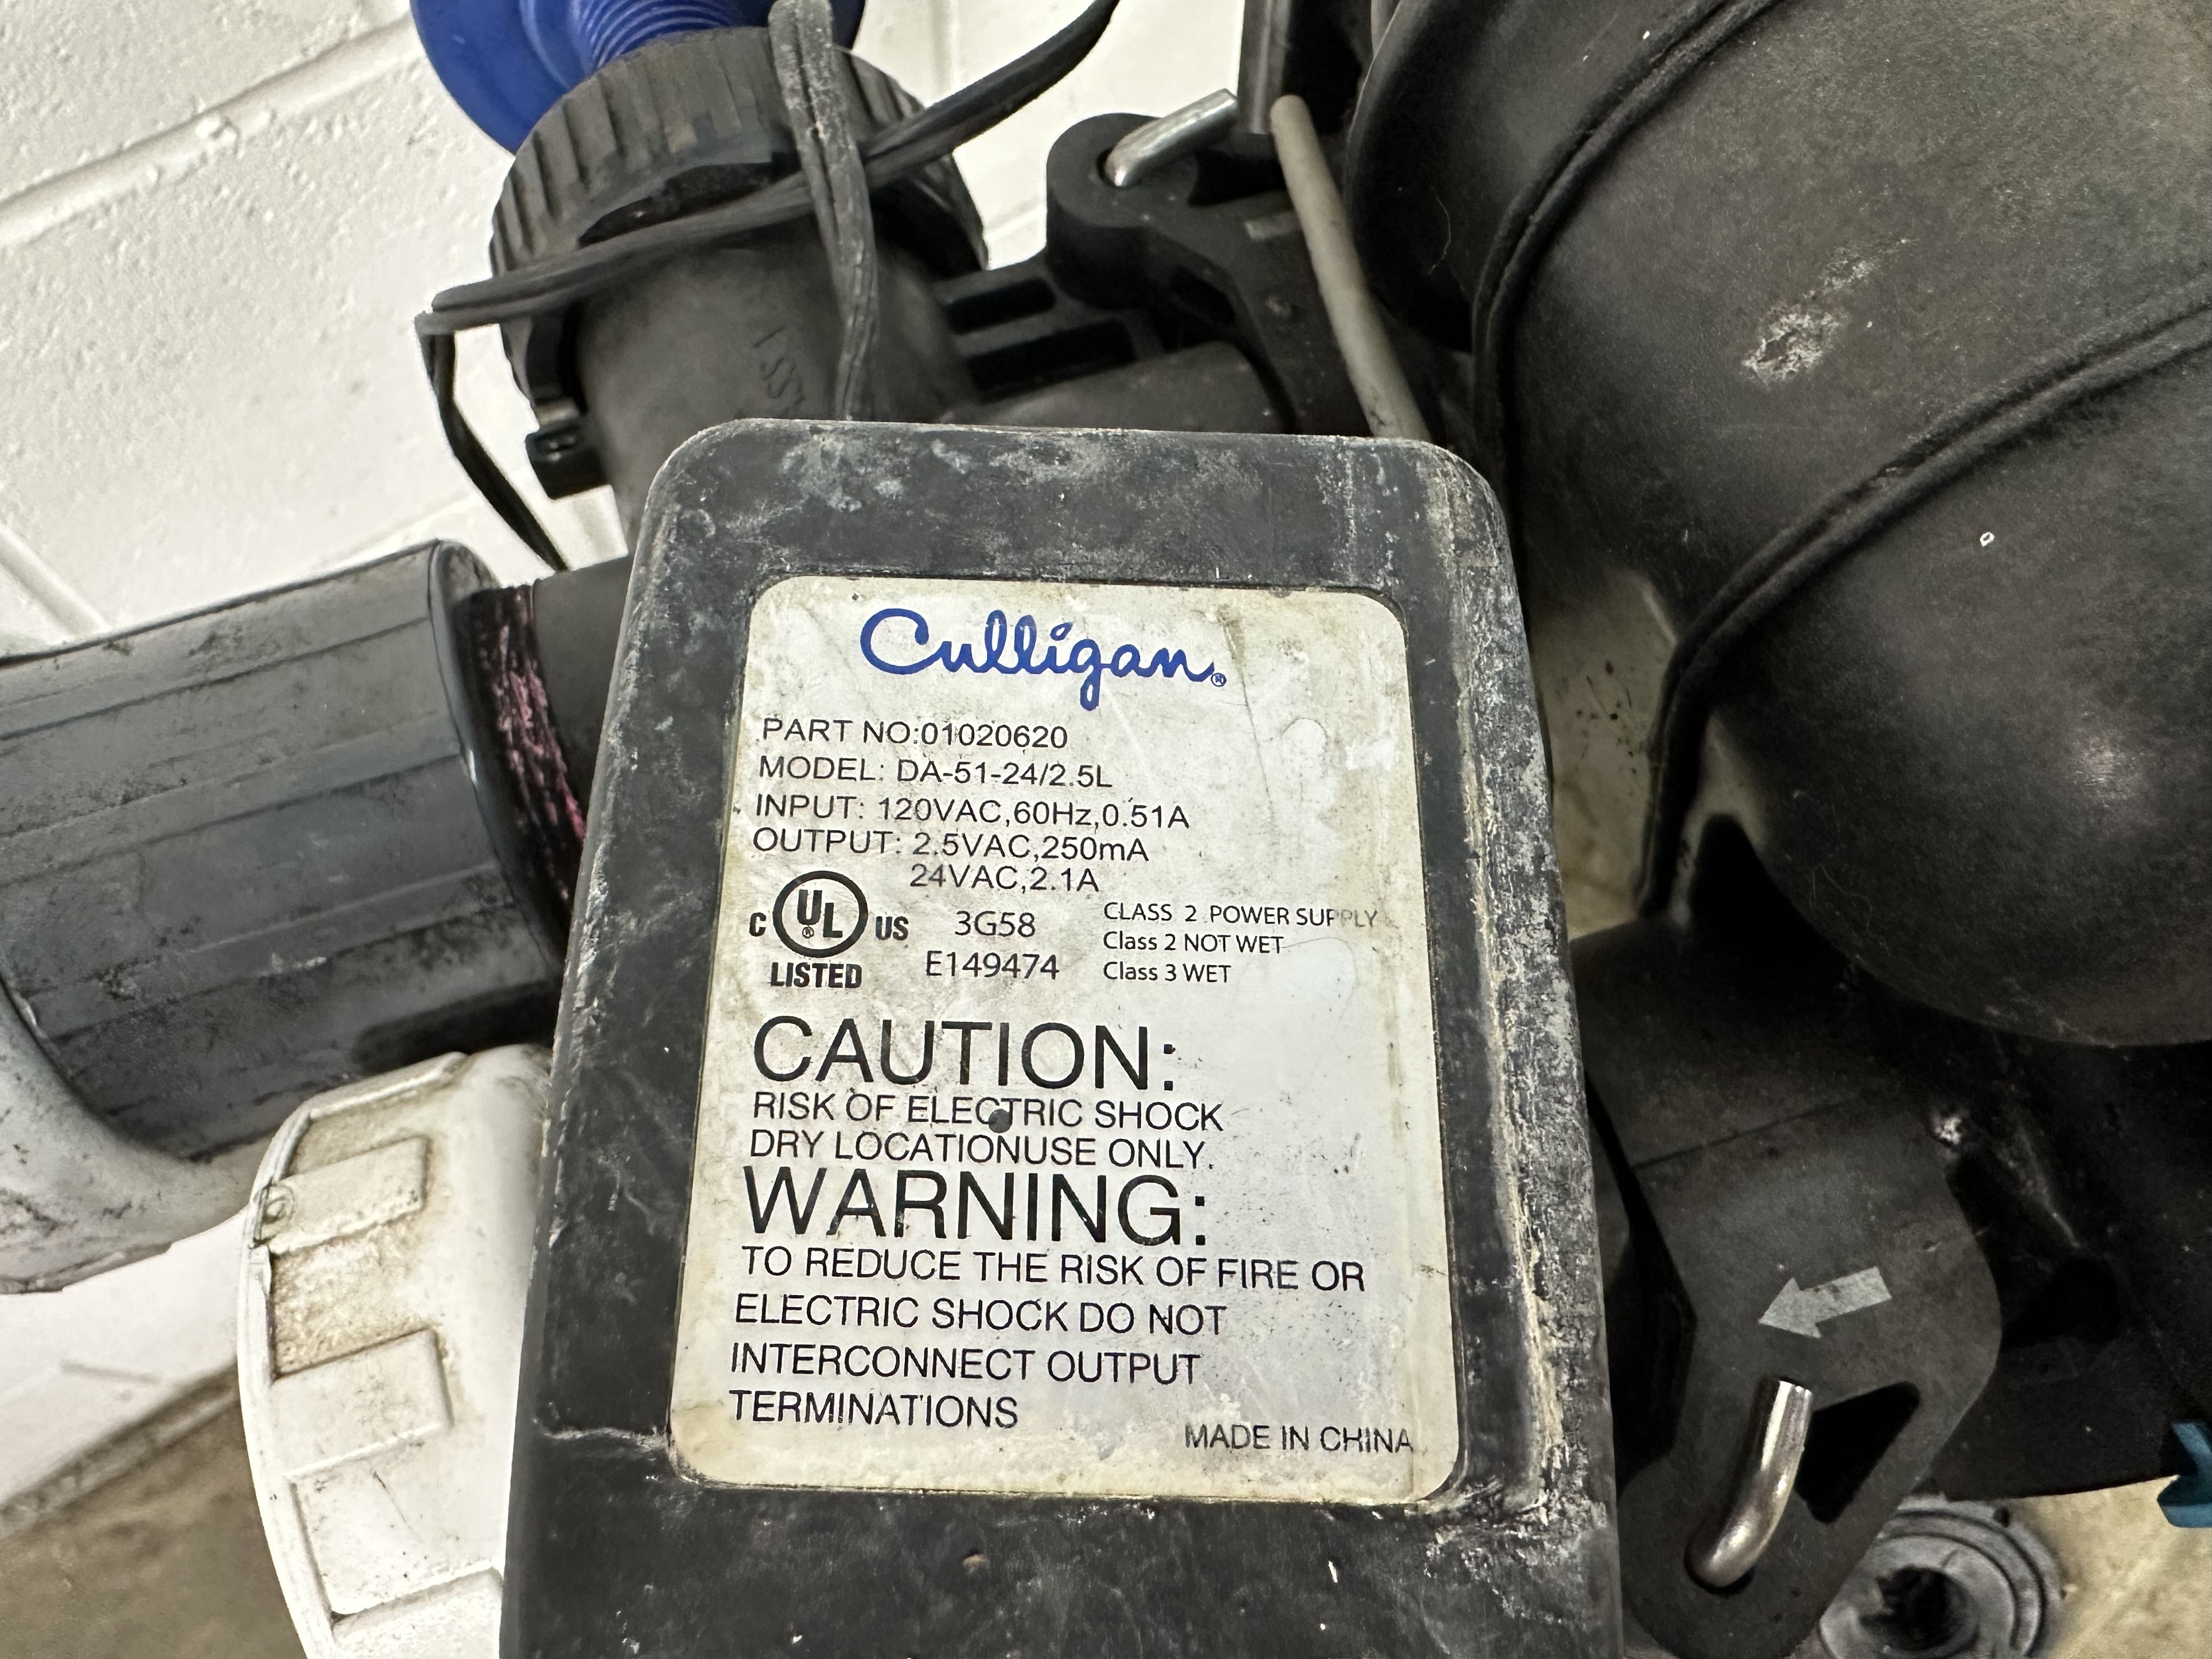 Culligan®
PART NO:01020620
MODEL: DA-51-24/2.5L
INPUT: 120VAC,60Hz,0.51A
OUTPUT: 2.5VAC,250mA
24VAC,2.1A
C UL® US LISTED
3G58
E149474
CLASS 2 POWER SUPPLY
Class 2 NOT WET
Class 3 WET
CAUTION:
RISK OF ELECTRIC SHOCK
DRY LOCATIONUSE ONLY.
WARNING:
TO REDUCE THE RISK OF FIRE OR
ELECTRIC SHOCK DO NOT
INTERCONNECT OUTPUT
TERMINATIONS
MADE IN CHINA